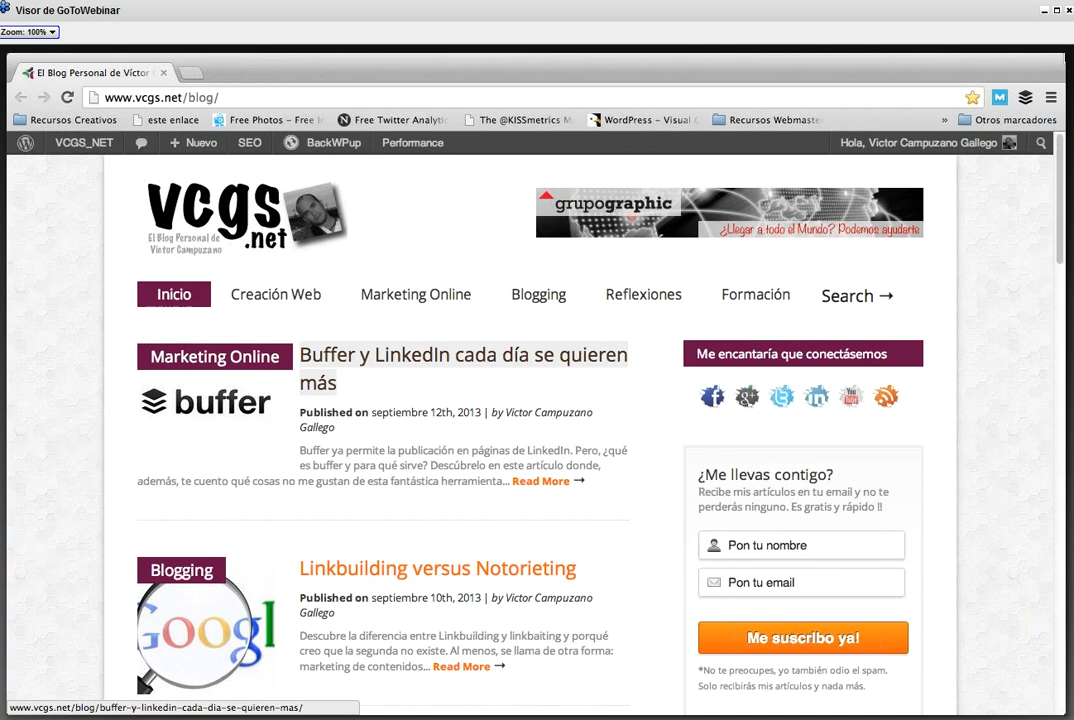 Visor de GoToWebinar
Zoom: 100%
El Blog Personal de Víctor
www.vcgs.net/blog/
Recursos Creativos
este enlace
Free Photos - Free I
Free Twitter Analytic
The @KISSmetrics M
WordPress - Visual
Recursos Webmaste
»
Otros marcadores
VCGS_NET
+ Nuevo
SEO
BackWPup
Performance
Hola, Victor Campuzano Gallego
vcgs
.net
El Blog Personal de
Víctor Campuzano
grupographic
¿Llegar a todo el Mundo? Podemos ayudarte
Inicio
Creación Web
Marketing Online
Blogging
Reflexiones
Formación
Search →
Marketing Online
buffer
Buffer y LinkedIn cada día se quieren
más
Published on septiembre 12th, 2013 | by Victor Campuzano
Gallego
Buffer ya permite la publicación en páginas de LinkedIn. Pero, ¿qué
es buffer y para qué sirve? Descúbrelo en este artículo donde,
además, te cuento qué cosas no me gustan de esta fantástica herramienta... Read More →
Blogging
Googl
Linkbuilding versus Notorieting
Published on septiembre 10th, 2013 | by Victor Campuzano
Gallego
Descubre la diferencia entre Linkbuilding y linkbaiting y porqué
creo que la segunda no existe. Al menos, se llama de otra forma:
marketing de contenidos... Read More →
Me encantaría que conectásemos
f
g+
t
in
You
Tube
¿Me llevas contigo?
Recibe mis artículos en tu email y no te
perderás ninguno. Es gratis y rápido !!
Pon tu nombre
Pon tu email
Me suscribo ya!
*No te preocupes, yo también odio el spam.
Solo recibirás mis artículos y nada más.
www.vcgs.net/blog/buffer-y-linkedin-cada-dia-se-quieren-mas/